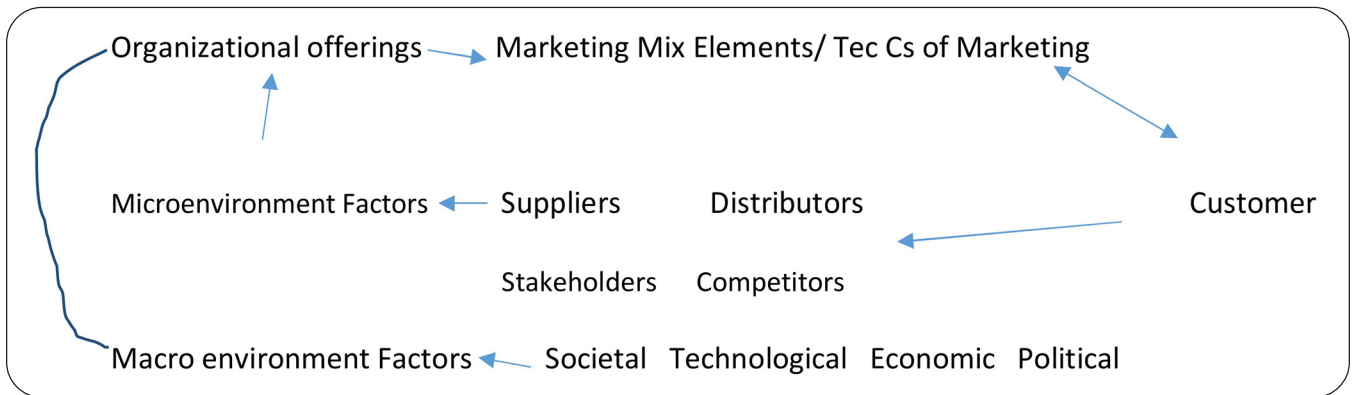 Organizational offerings Marketing Mix Elements/ Tec Cs of Marketing
Microenvironment Factors Suppliers Distributors Customer
Stakeholders Competitors
Macro environment Factors Societal Technological Economic Political